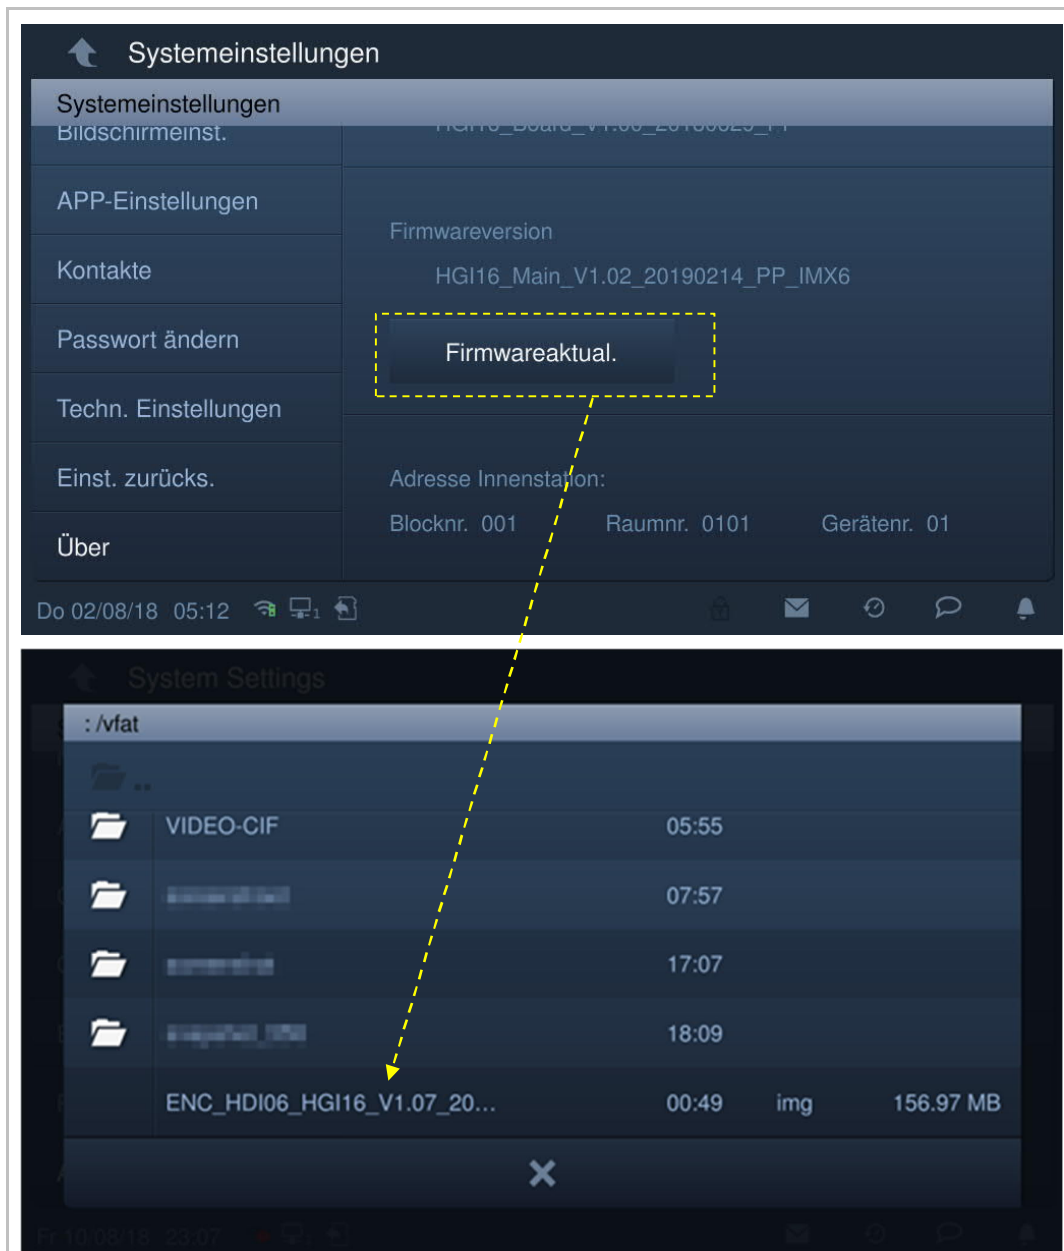 Systemeinstellungen
Systemeinstellungen
Bildschirmeinst.
HGI16_Board_V1.00_20180629_PP
APP-Einstellungen
Firmwareversion
Kontakte
HGI16_Main_V1.02_20190214_PP_IMX6
Passwort ändern
Firmwareaktual.
Techn. Einstellungen
Einst. zurücks.
Adresse Innenstation:
Blocknr. 001 Raumnr. 0101 Gerätenr. 01
Über
Do 02/08/18 05:12 1
System Settings
: /vfat
..
VIDEO-CIF 05:55
07:57
17:07
18:09
ENC_HDI06_HGI16_V1.07_20... 00:49 img 156.97 MB
Fr 10/08/18 23:07